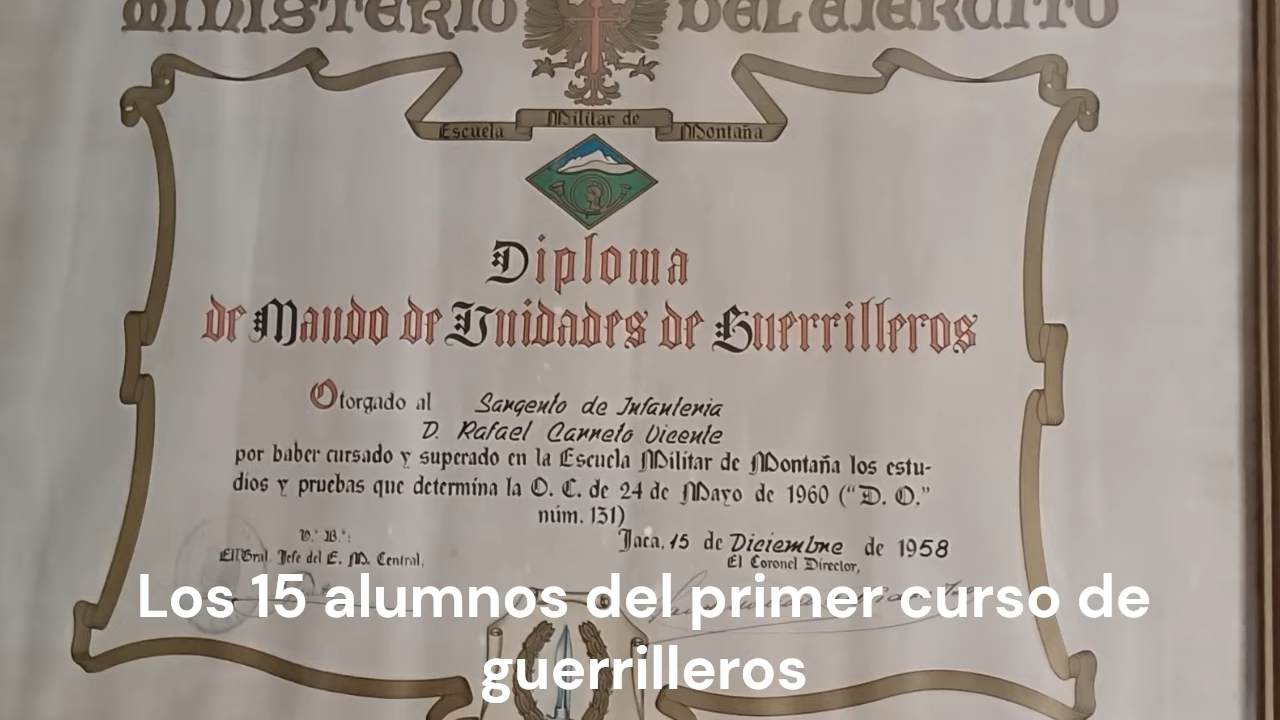 MINISTERIO DEL EJERCITO
Escuela Militar de Montaña
Diploma
de Mando de Unidades de Guerrilleros
Otorgado al Sargento de Infanteria
D. Rafael Carreto Vicente
por haber cursado y superado en la Escuela Militar de Montaña los estu-
dios y pruebas que determina la O. C. de 24 de Mayo de 1960 ("D. O."
núm. 131)
Jaca, 15 de Diciembre de 1958
V.º B.º:
El Gral. Jefe del E. M. Central,
El Coronel Director,
Los 15 alumnos del primer curso de
guerrilleros